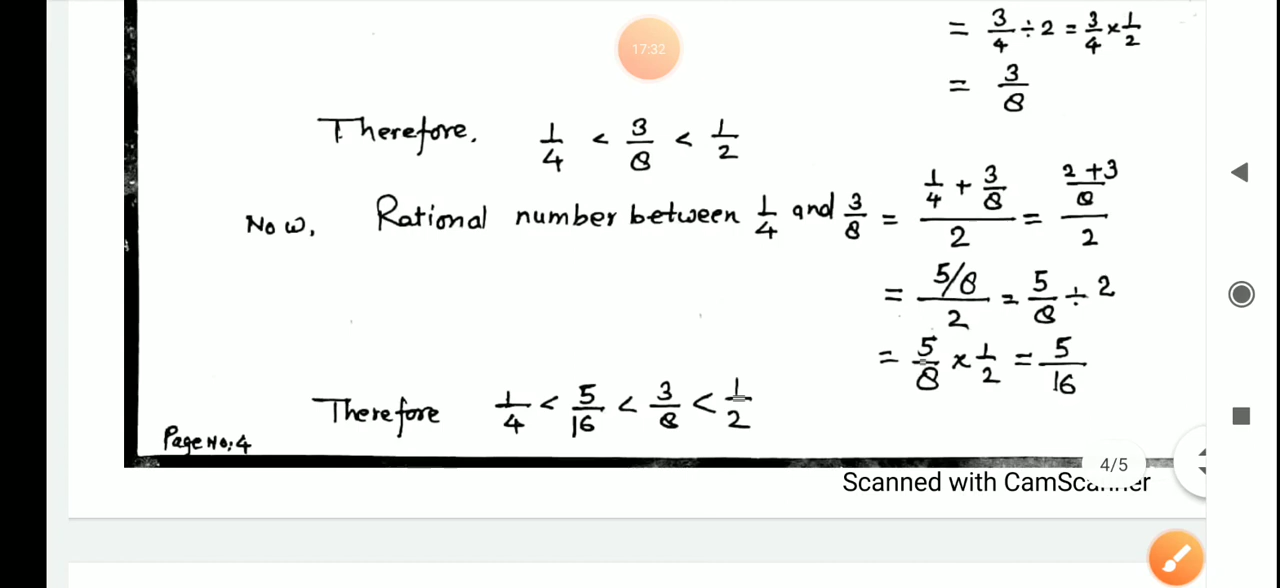 = 3/4 ÷ 2 = 3/4 × 1/2
17:32
= 3/8
Therefore. 1/4 < 3/8 < 1/2
Now, Rational number between 1/4 and 3/8 = (1/4 + 3/8)/2 = ((2+3)/8)/2
= (5/8)/2 = 5/8 ÷ 2
= 5/8 × 1/2 = 5/16
Therefore 1/4 < 5/16 < 3/8 < 1/2
Page No: 4
4/5
Scanned with CamSca